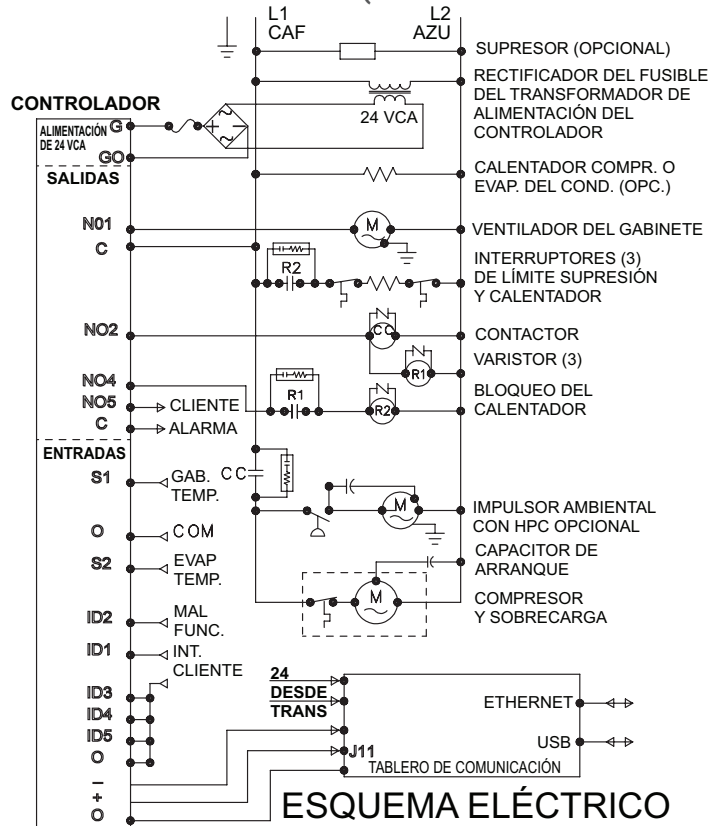 L1
CAF
L2
AZU
SUPRESOR (OPCIONAL)
RECTIFICADOR DEL FUSIBLE
DEL TRANSFORMADOR DE
ALIMENTACIÓN DEL
CONTROLADOR
24 VCA
CONTROLADOR
ALIMENTACIÓN
DE 24 VCA
G
GO
SALIDAS
CALENTADOR COMPR. O
EVAP. DEL COND. (OPC.)
N01
C
M
VENTILADOR DEL GABINETE
R2
INTERRUPTORES (3)
DE LÍMITE SUPRESIÓN
Y CALENTADOR
NO2
CC
CONTACTOR
R1
VARISTOR (3)
NO4
NO5
C
CLIENTE
ALARMA
R1
R2
BLOQUEO DEL
CALENTADOR
ENTRADAS
S1
GAB.
TEMP.
CC
M
IMPULSOR AMBIENTAL
CON HPC OPCIONAL
O
COM
S2
EVAP
TEMP.
CAPACITOR DE
ARRANQUE
M
COMPRESOR
Y SOBRECARGA
ID2
MAL
FUNC.
ID1
INT.
CLIENTE
ID3
ID4
ID5
O
–
+
O
24
DESDE
TRANS
J11
ETHERNET
USB
TABLERO DE COMUNICACIÓN
ESQUEMA ELÉCTRICO